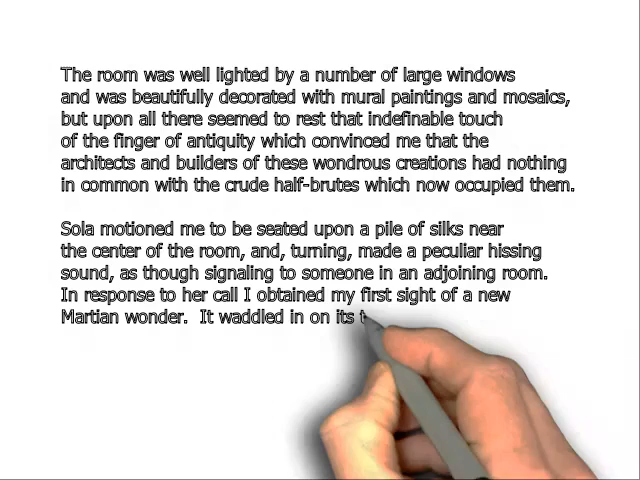 The room was well lighted by a number of large windows
and was beautifully decorated with mural paintings and mosaics,
but upon all there seemed to rest that indefinable touch
of the finger of antiquity which convinced me that the
architects and builders of these wondrous creations had nothing
in common with the crude half-brutes which now occupied them.

Sola motioned me to be seated upon a pile of silks near
the center of the room, and, turning, made a peculiar hissing
sound, as though signaling to someone in an adjoining room.
In response to her call I obtained my first sight of a new
Martian wonder.  It waddled in on its t